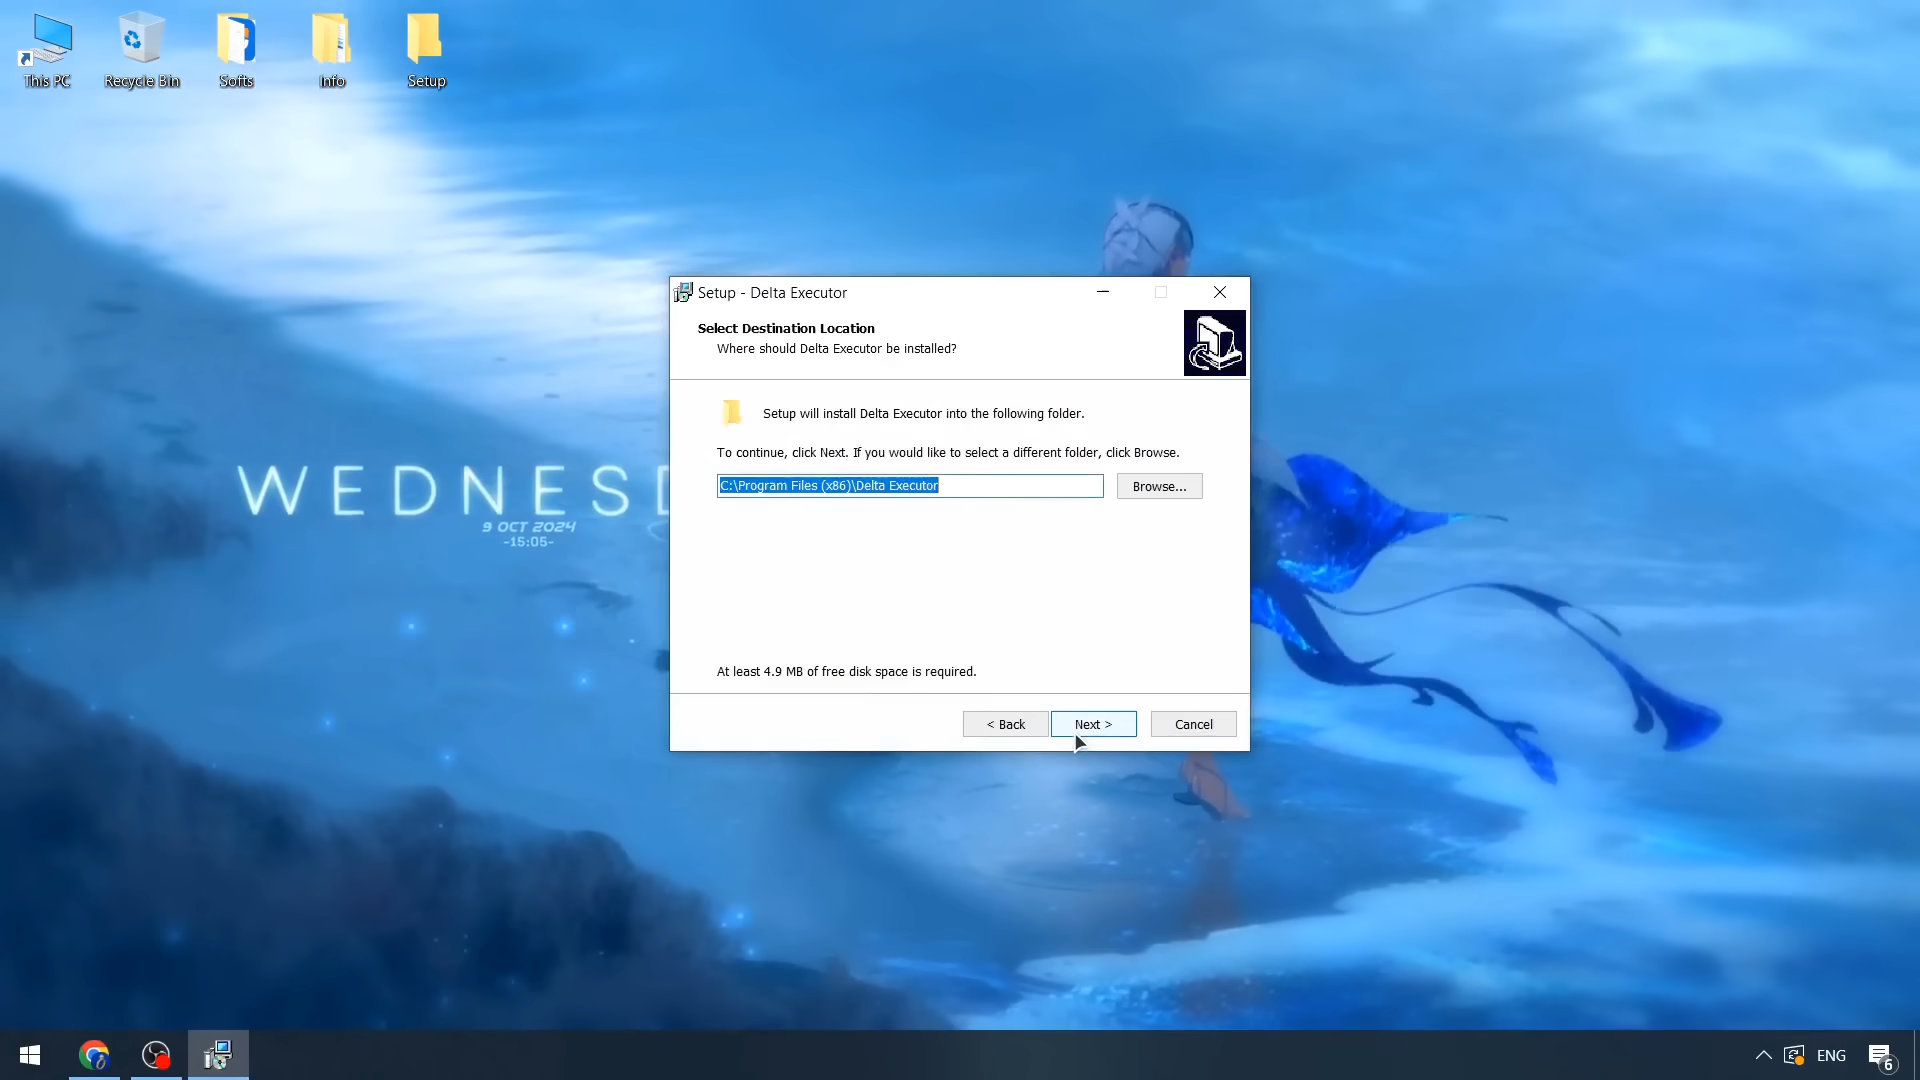 This PC
Recycle Bin
Softs
Info
Setup
Setup - Delta Executor
Select Destination Location
Where should Delta Executor be installed?
Setup will install Delta Executor into the following folder.
To continue, click Next. If you would like to select a different folder, click Browse.
C:\Program Files (x86)\Delta Executor
Browse...
WEDNESD
9 OCT 2024
-15:05-
At least 4.9 MB of free disk space is required.
< Back
Next >
Cancel
ENG
6